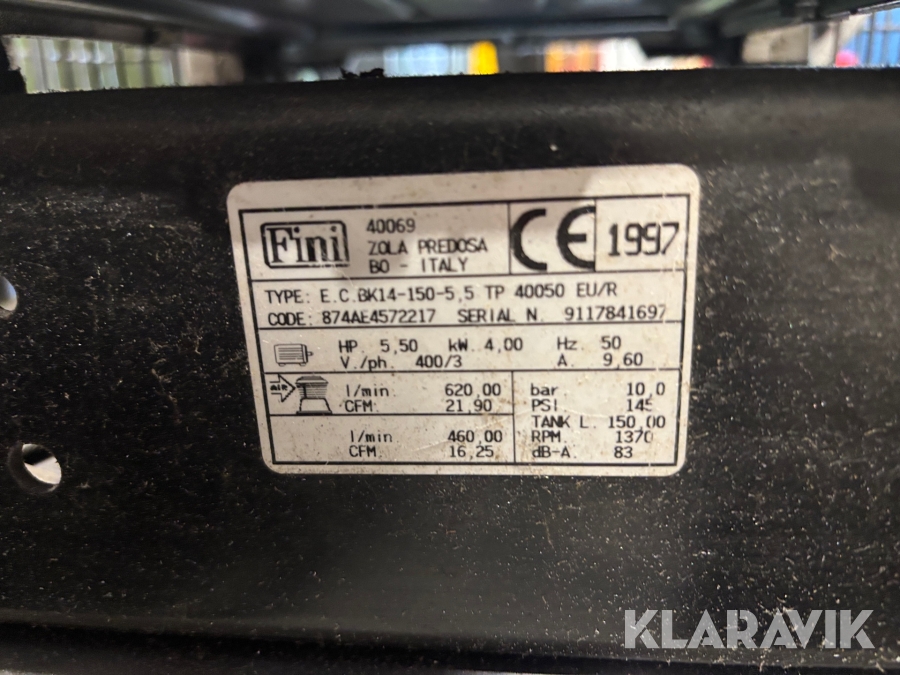 Fini
40069
ZOLA PREDOSA
BO - ITALY
CE
1997
TYPE: E.C.BK14-150-5,5 TP 40050 EU/R
CODE: 874AE4572217 SERIAL N. 9117841697
HP. 5,50 kW. 4,00 Hz. 50
V./ph. 400/3 A. 9,60
AIR
l/min. 620,00
CFM. 21,90
l/min. 460,00
CFM. 16,25
bar 10,0
PSI. 145
TANK L. 150,00
RPM. 1370
dB-A. 83
KLARAVIK